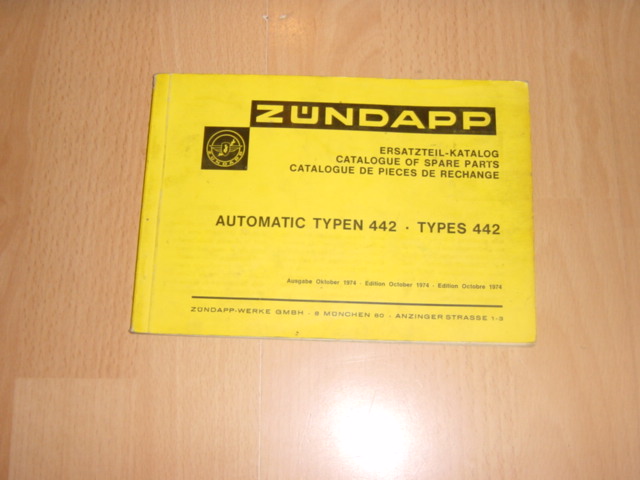 ZÜNDAPP
ERSATZTEIL-KATALOG
CATALOGUE OF SPARE PARTS
CATALOGUE DE PIECES DE RECHANGE
AUTOMATIC TYPEN 442 · TYPES 442
Ausgabe Oktober 1974 · Edition October 1974 · Edition Octobre 1974
ZÜNDAPP-WERKE GMBH · 8 MÜNCHEN 80 · ANZINGER STRASSE 1-3